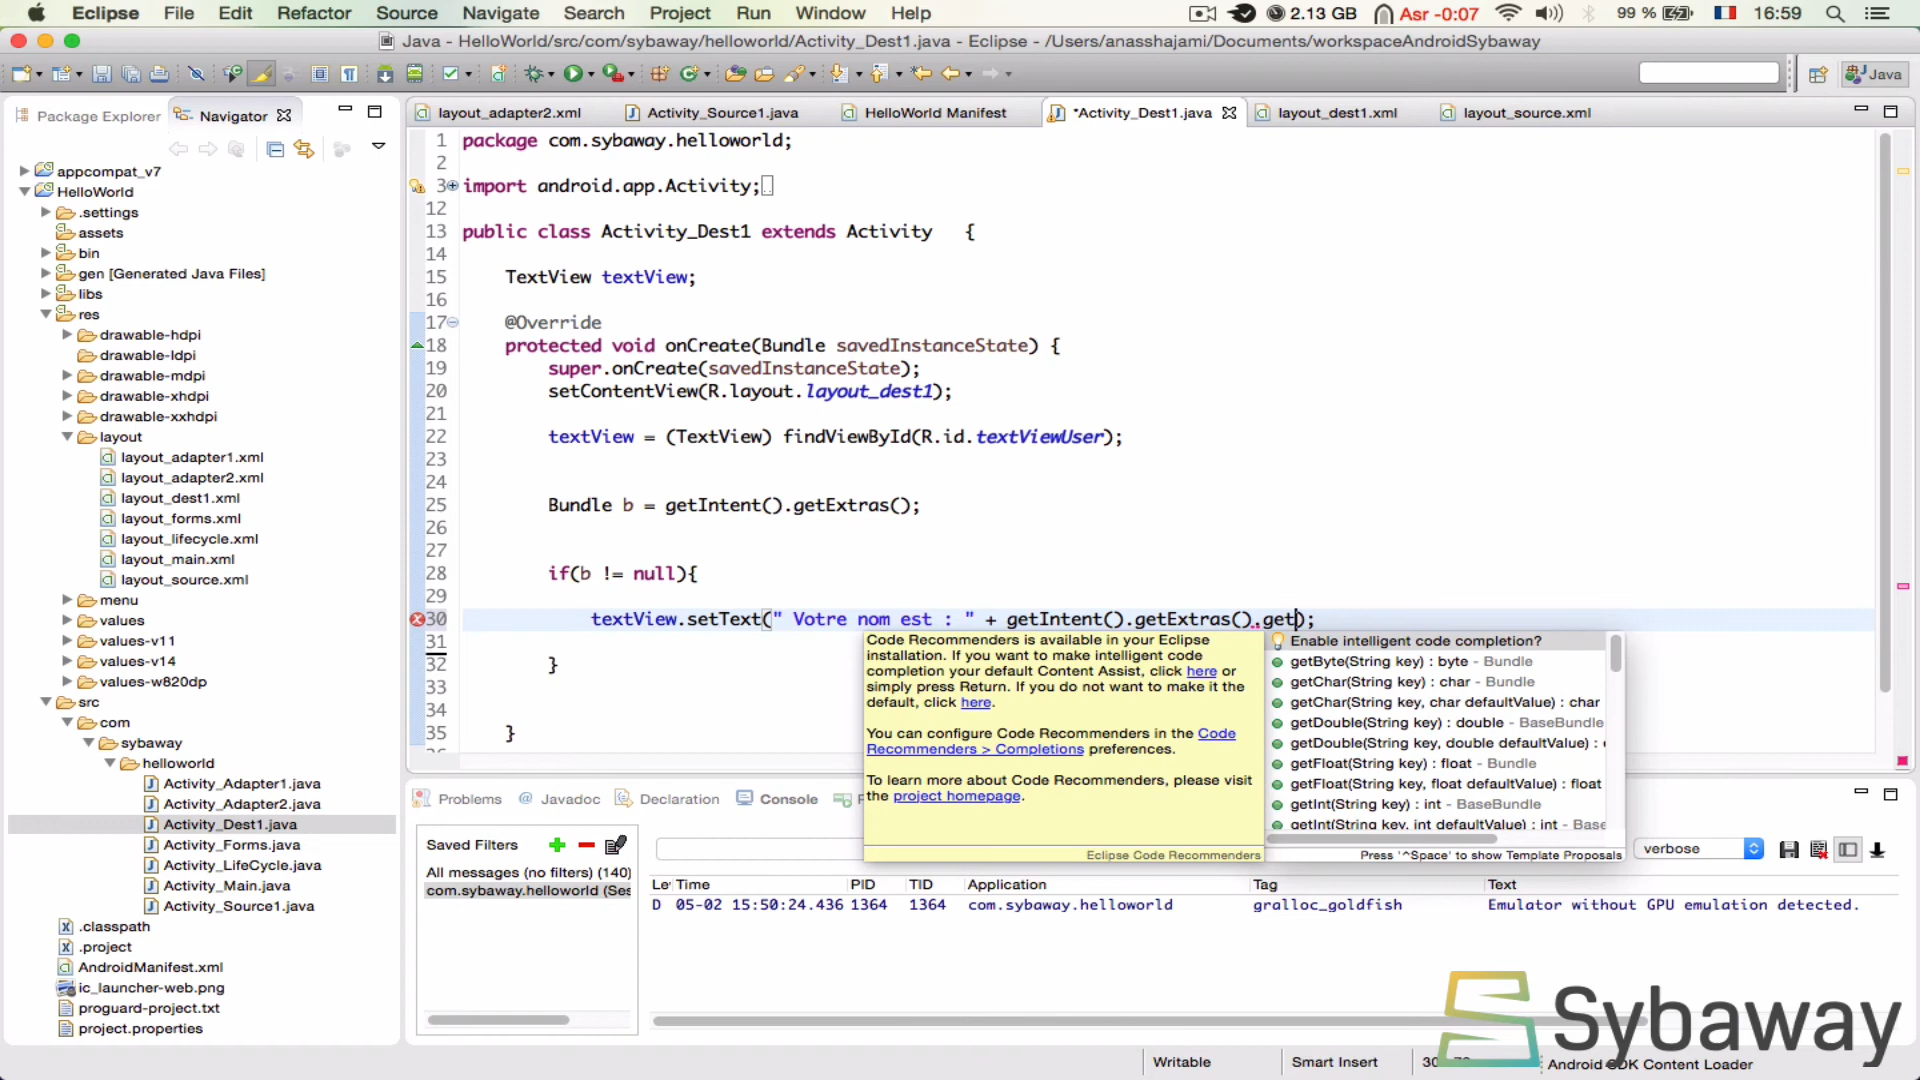 Eclipse File Edit Refactor Source Navigate Search Project Run Window Help 2.13 GB Asr -0:07 99 % 16:59
Java - HelloWorld/src/com/sybaway/helloworld/Activity_Dest1.java - Eclipse - /Users/anasshajami/Documents/workspaceAndroidSybaway
Java
Package Explorer Navigator
appcompat_v7
HelloWorld
.settings
assets
bin
gen [Generated Java Files]
libs
res
drawable-hdpi
drawable-ldpi
drawable-mdpi
drawable-xhdpi
drawable-xxhdpi
layout
layout_adapter1.xml
layout_adapter2.xml
layout_dest1.xml
layout_forms.xml
layout_lifecycle.xml
layout_main.xml
layout_source.xml
menu
values
values-v11
values-v14
values-w820dp
src
com
sybaway
helloworld
Activity_Adapter1.java
Activity_Adapter2.java
Activity_Dest1.java
Activity_Forms.java
Activity_LifeCycle.java
Activity_Main.java
Activity_Source1.java
.classpath
.project
AndroidManifest.xml
ic_launcher-web.png
proguard-project.txt
project.properties
layout_adapter2.xml Activity_Source1.java HelloWorld Manifest *Activity_Dest1.java layout_dest1.xml layout_source.xml
1 package com.sybaway.helloworld;
2
3 import android.app.Activity;
12
13 public class Activity_Dest1 extends Activity {
14
15 TextView textView;
16
17 @Override
18 protected void onCreate(Bundle savedInstanceState) {
19 super.onCreate(savedInstanceState);
20 setContentView(R.layout.layout_dest1);
21
22 textView = (TextView) findViewById(R.id.textViewUser);
23
24
25 Bundle b = getIntent().getExtras();
26
27
28 if(b != null){
29
30 textView.setText(" Votre nom est : " + getIntent().getExtras().get);
31
32 }
33
34
35 }
Code Recommenders is available in your Eclipse
installation. If you want to make intelligent code
completion your default Content Assist, click here or
simply press Return. If you do not want to make it the
default, click here.
You can configure Code Recommenders in the Code
Recommenders > Completions preferences.
To learn more about Code Recommenders, please visit
the project homepage.
Eclipse Code Recommenders
Enable intelligent code completion?
getByte(String key) : byte - Bundle
getChar(String key) : char - Bundle
getChar(String key, char defaultValue) : char
getDouble(String key) : double - BaseBundle
getDouble(String key, double defaultValue) :
getFloat(String key) : float - Bundle
getFloat(String key, float defaultValue) : float
getInt(String key) : int - BaseBundle
getInt(String key, int defaultValue) : int - Base
Press '^Space' to show Template Proposals
Problems Javadoc Declaration Console
Saved Filters
All messages (no filters) (140)
com.sybaway.helloworld (Ses
verbose
Le Time PID TID Application Tag Text
D 05-02 15:50:24.436 1364 1364 com.sybaway.helloworld gralloc_goldfish Emulator without GPU emulation detected.
Sybaway
Writable Smart Insert Android SDK Content Loader